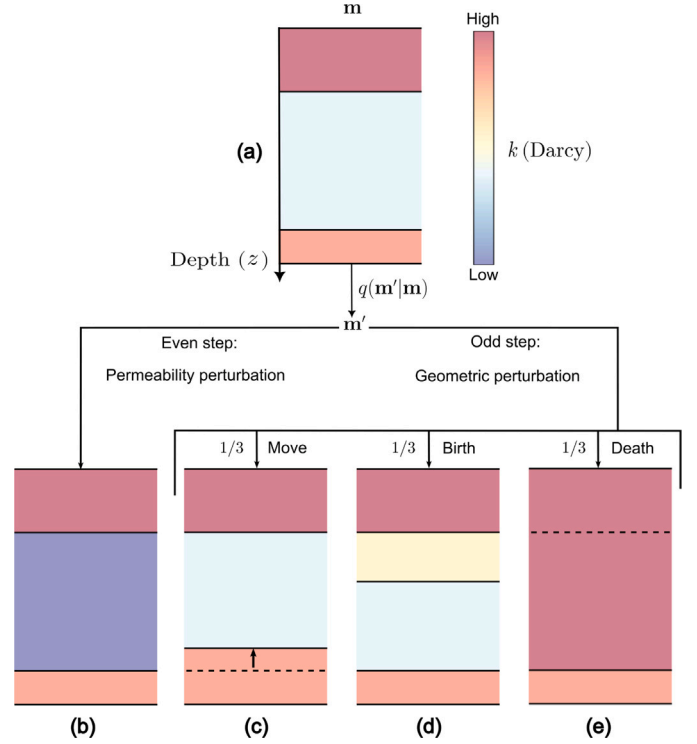 m
High
(a)
k (Darcy)
Depth (z)
Low
q(m′|m)
m′
Even step:
Permeability perturbation
Odd step:
Geometric perturbation
1/3 Move
1/3 Birth
1/3 Death
(b)
(c)
(d)
(e)